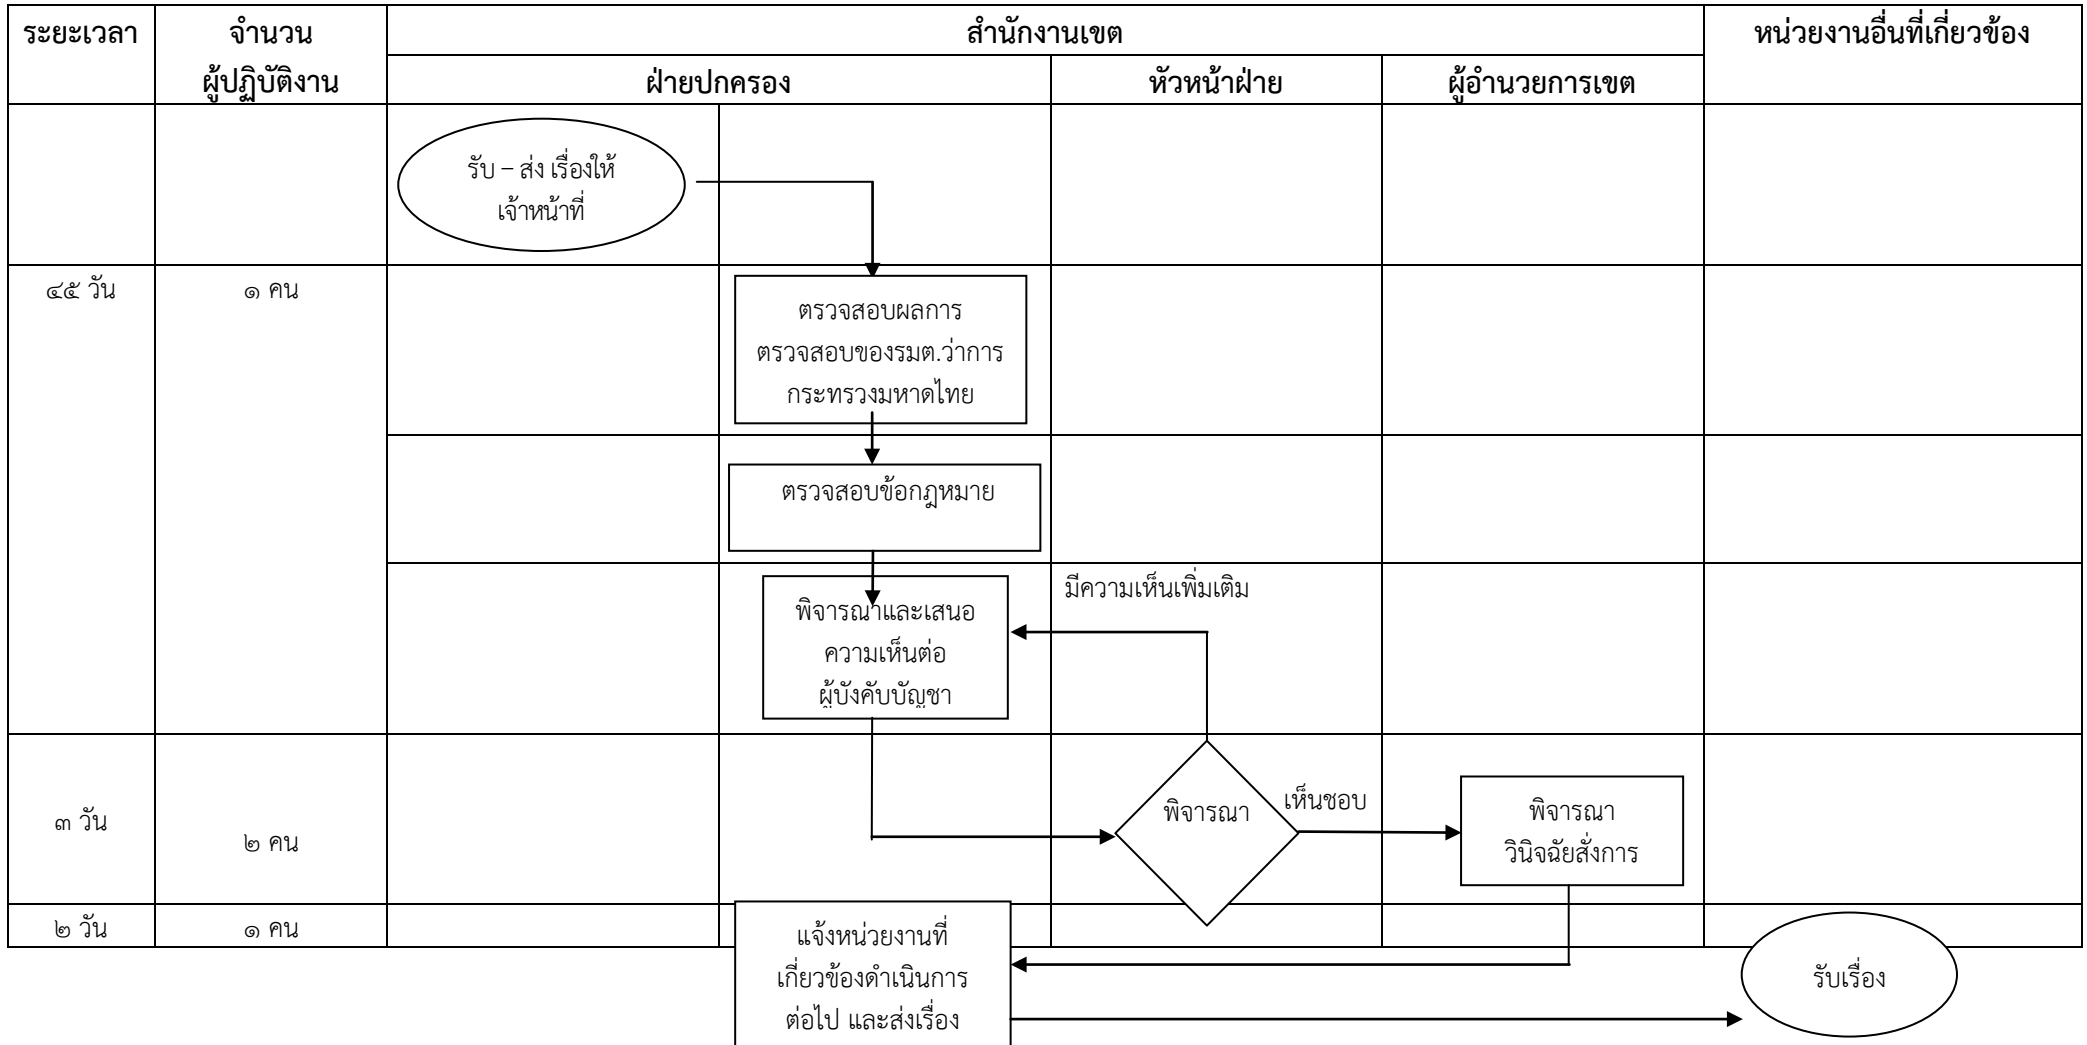 ระยะเวลา
จำนวน
ผู้ปฏิบัติงาน
สำนักงานเขต
หน่วยงานอื่นที่เกี่ยวข้อง
ฝ่ายปกครอง
หัวหน้าฝ่าย
ผู้อำนวยการเขต
รับ – ส่ง เรื่องให้
เจ้าหน้าที่
๔๕ วัน
๑ คน
ตรวจสอบผลการ
ตรวจสอบของรมต.ว่าการ
กระทรวงมหาดไทย
ตรวจสอบข้อกฎหมาย
พิจารณาและเสนอ
ความเห็นต่อ
ผู้บังคับบัญชา
มีความเห็นเพิ่มเติม
๓ วัน
๒ คน
พิจารณา
เห็นชอบ
พิจารณา
วินิจฉัยสั่งการ
๒ วัน
๑ คน
แจ้งหน่วยงานที่
เกี่ยวข้องดำเนินการ
ต่อไป และส่งเรื่อง
รับเรื่อง